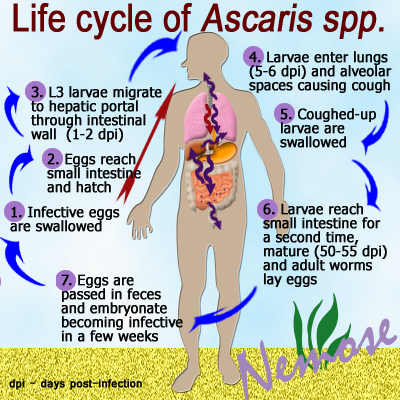 Life cycle of Ascaris spp.
1. Infective eggs
are swallowed
2. Eggs reach
small intestine
and hatch
3. L3 larvae migrate
to hepatic portal
through intestinal
wall (1-2 dpi)
4. Larvae enter lungs
(5-6 dpi) and alveolar
spaces causing cough
5. Coughed-up
larvae are
swallowed
6. Larvae reach
small intestine for
a second time,
mature (50-55 dpi)
and adult worms
lay eggs
7. Eggs are
passed in feces
and embryonate
becoming infective
in a few weeks
Nemose
dpi - days post-infection